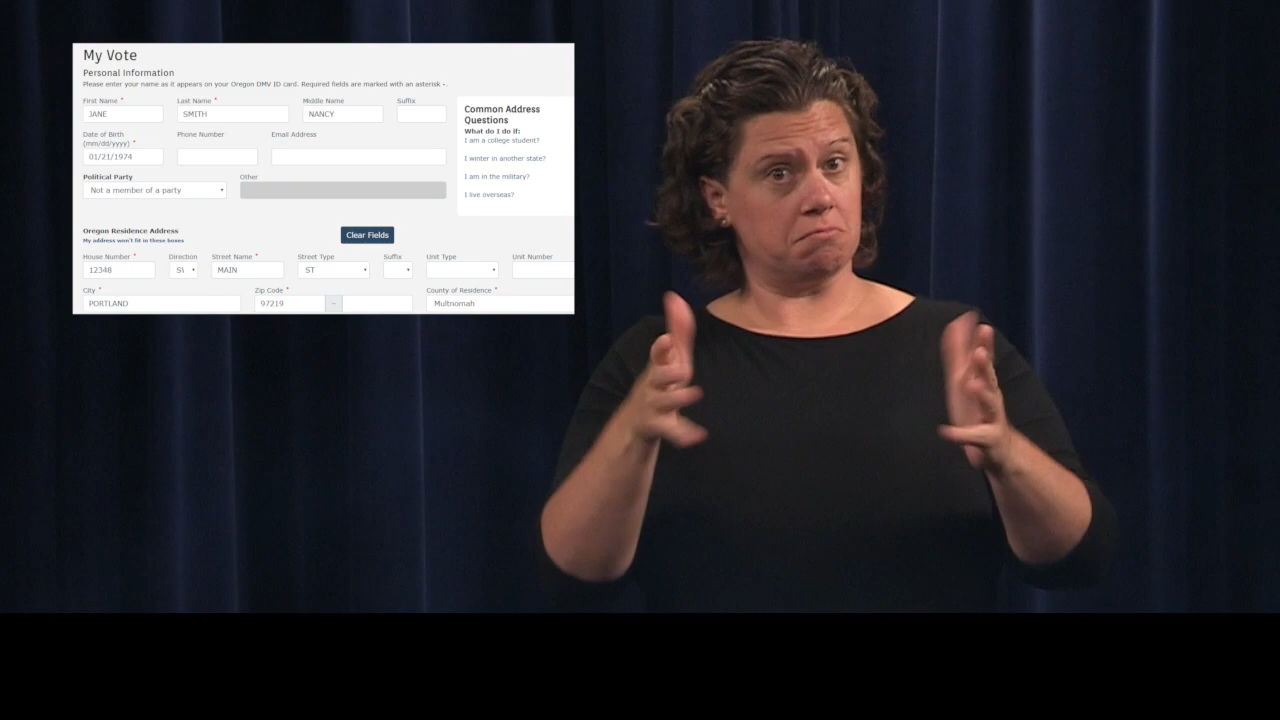 My Vote
Personal Information
Please enter your name as it appears on your Oregon DMV ID card. Required fields are marked with an asterisk *.
First Name * Last Name * Middle Name Suffix
JANE SMITH NANCY
Date of Birth (mm/dd/yyyy) * Phone Number Email Address
01/21/1974
Political Party Other
Not a member of a party
Common Address
Questions
What do I do if:
I am a college student?
I winter in another state?
I am in the military?
I live overseas?
Oregon Residence Address Clear Fields
My address won't fit in these boxes
House Number * Direction Street Name * Street Type Suffix Unit Type Unit Number
12348 MAIN ST
City * Zip Code * County of Residence *
PORTLAND 97219 – Multnomah